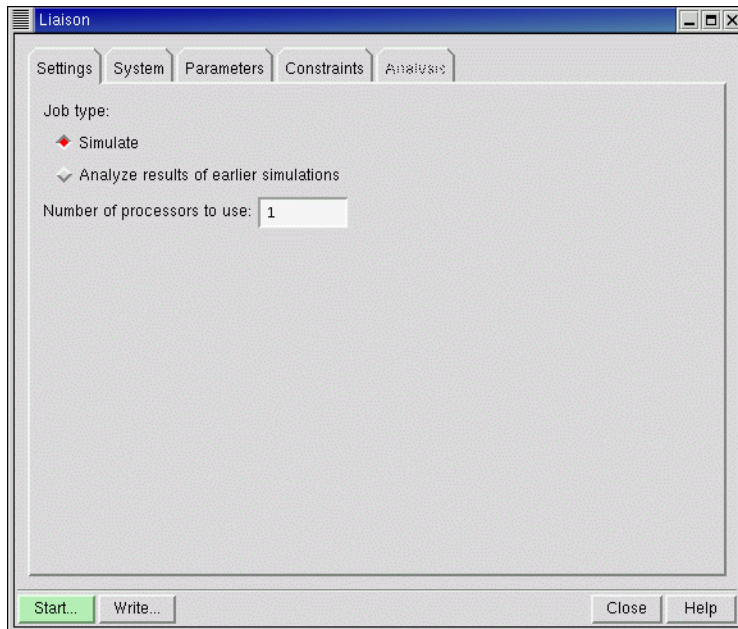 Liaison
Settings System Parameters Constraints Analysis
Job type:
Simulate
Analyze results of earlier simulations
Number of processors to use: 1
Start... Write... Close Help